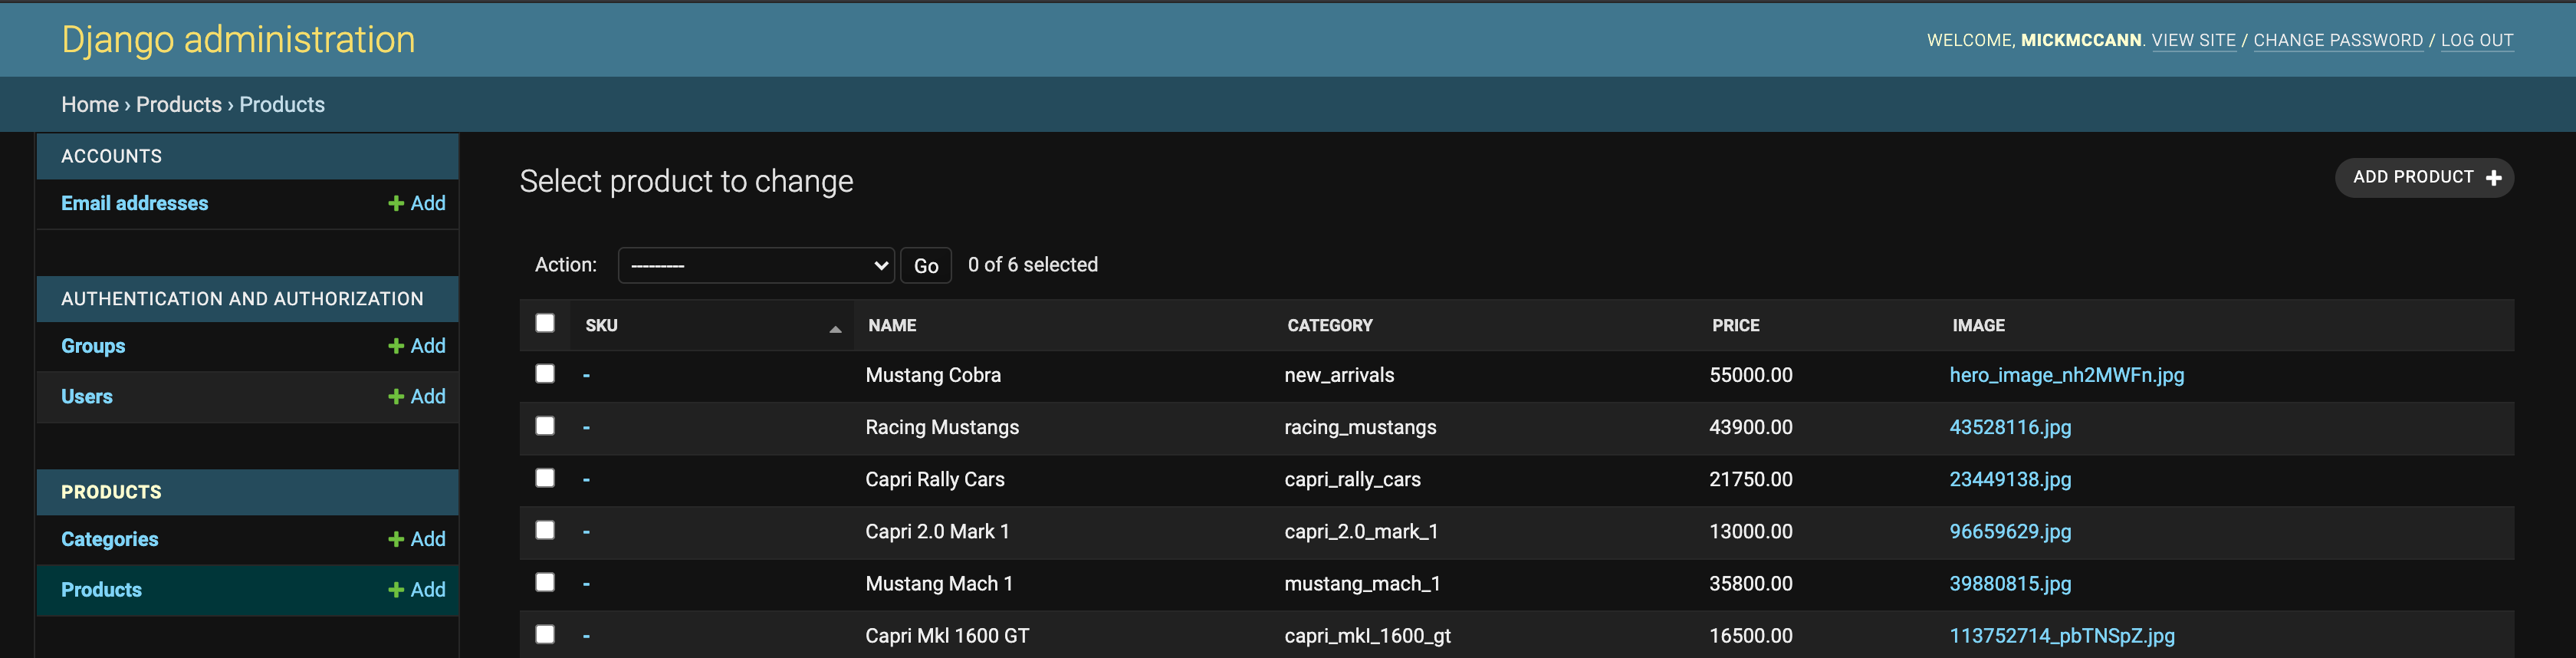 Django administration
WELCOME, MICKMCCANN. VIEW SITE / CHANGE PASSWORD / LOG OUT
Home › Products › Products
ACCOUNTS
Email addresses + Add
AUTHENTICATION AND AUTHORIZATION
Groups + Add
Users + Add
PRODUCTS
Categories + Add
Products + Add
Select product to change
ADD PRODUCT +
Action: --------- Go 0 of 6 selected
SKU NAME CATEGORY PRICE IMAGE
- Mustang Cobra new_arrivals 55000.00 hero_image_nh2MWFn.jpg
- Racing Mustangs racing_mustangs 43900.00 43528116.jpg
- Capri Rally Cars capri_rally_cars 21750.00 23449138.jpg
- Capri 2.0 Mark 1 capri_2.0_mark_1 13000.00 96659629.jpg
- Mustang Mach 1 mustang_mach_1 35800.00 39880815.jpg
- Capri Mkl 1600 GT capri_mkl_1600_gt 16500.00 113752714_pbTNSpZ.jpg